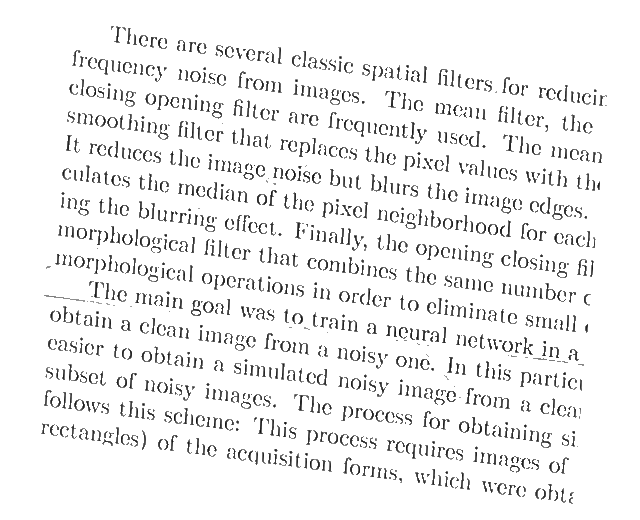 There are several classic spatial filters for reducin
frequency noise from images. The mean filter, the
closing opening filter are frequently used. The mean
smoothing filter that replaces the pixel values with the
It reduces the image noise but blurs the image edges.
culates the median of the pixel neighborhood for each
ing the blurring effect. Finally, the opening closing fil
morphological filter that combines the same number o
morphological operations in order to eliminate small
The main goal was to train a neural network in a
obtain a clean image from a noisy one. In this particu
easier to obtain a simulated noisy image from a clea
subset of noisy images. The process for obtaining si
follows this scheme: This process requires images of
rectangles) of the acquisition forms, which were obta